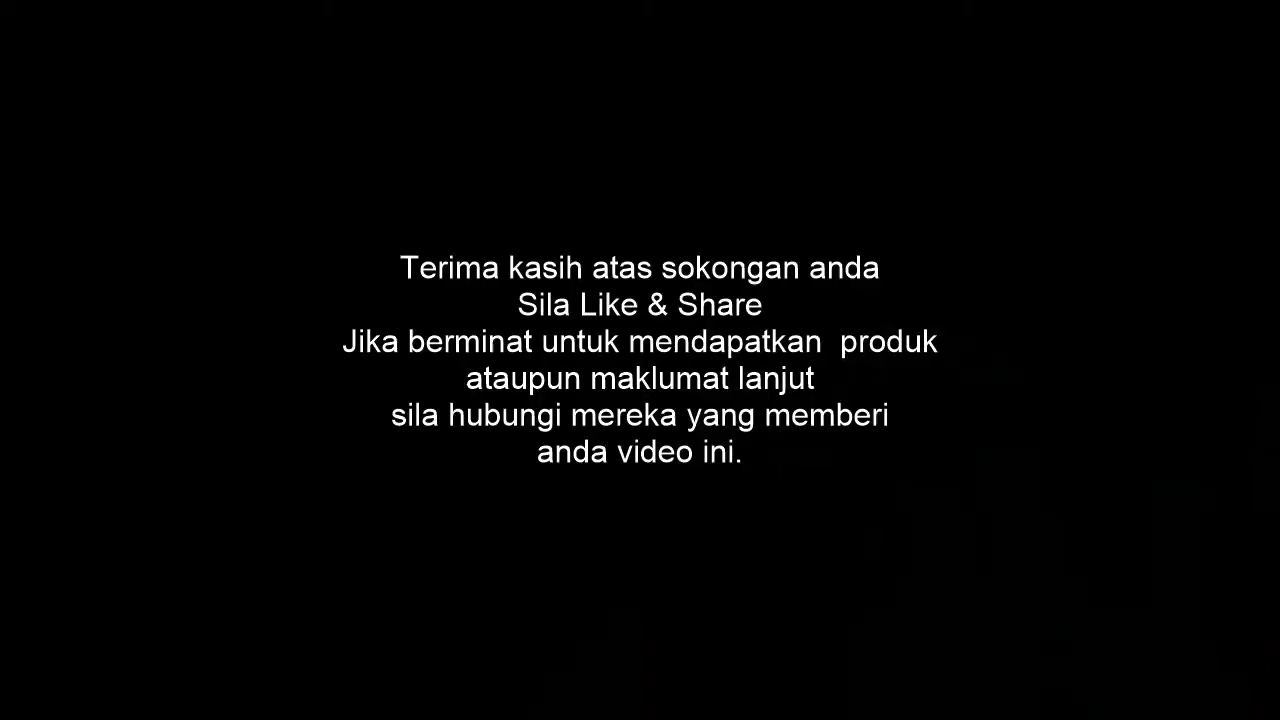 Terima kasih atas sokongan anda
Sila Like & Share
Jika berminat untuk mendapatkan  produk
ataupun maklumat lanjut
sila hubungi mereka yang memberi
anda video ini.